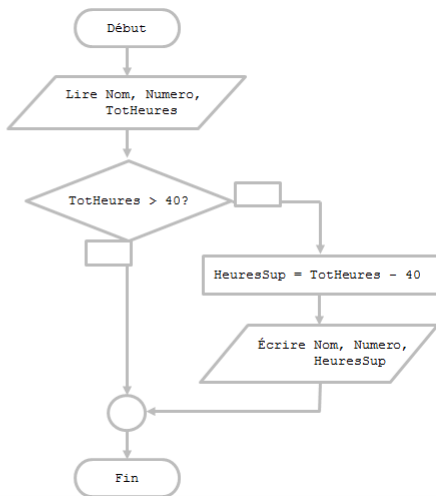 Début
Lire Nom, Numero,
TotHeures
TotHeures > 40?
HeuresSup = TotHeures - 40
Écrire Nom, Numero,
HeuresSup
Fin